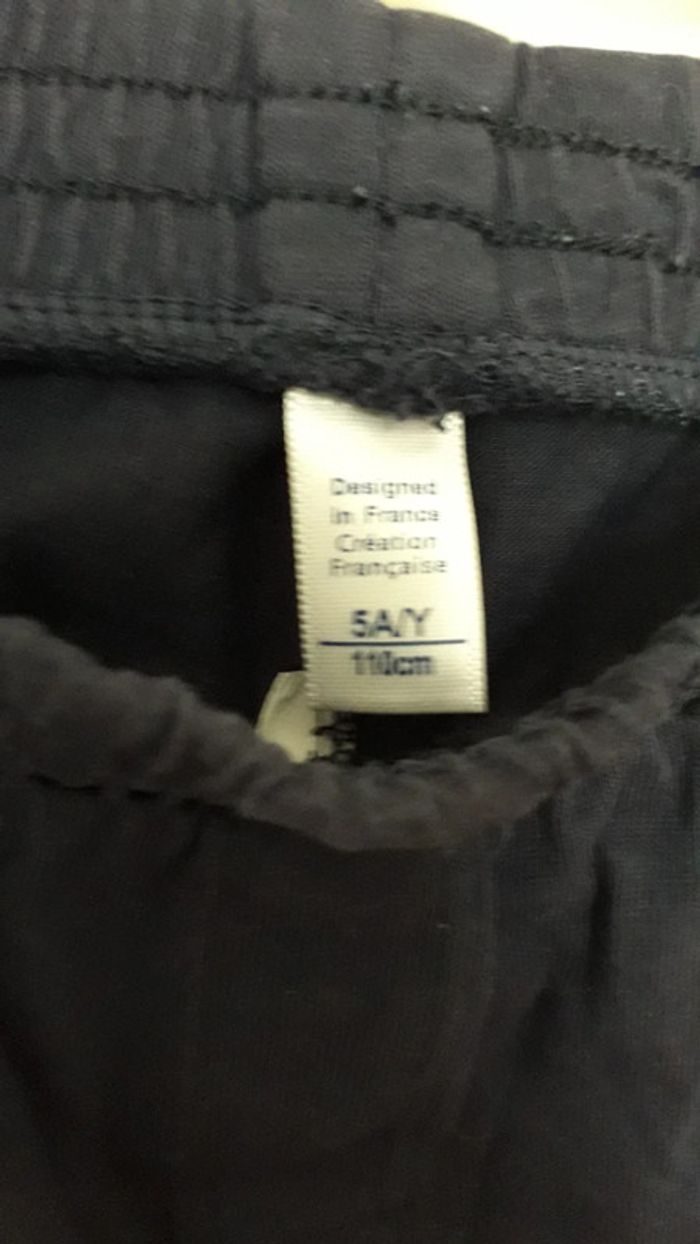 Designed
in France
Création
Française
5A/Y
110cm